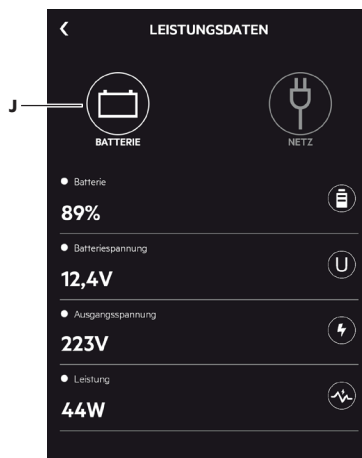 LEISTUNGSDATEN
J
BATTERIE
NETZ
Batterie
89%
Batteriespannung
12,4V
U
Ausgangsspannung
223V
Leistung
44W